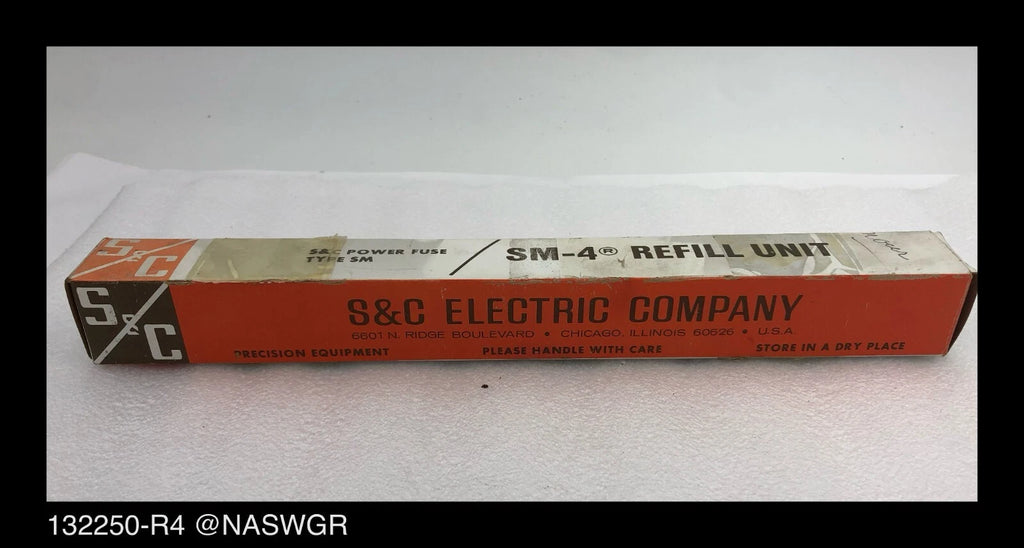 S&C
S&C POWER FUSE
TYPE SM
SM-4® REFILL UNIT
S&C
S&C ELECTRIC COMPANY
6601 N. RIDGE BOULEVARD • CHICAGO, ILLINOIS 60626 • U.S.A.
PRECISION EQUIPMENT PLEASE HANDLE WITH CARE STORE IN A DRY PLACE
132250-R4 @NASWGR